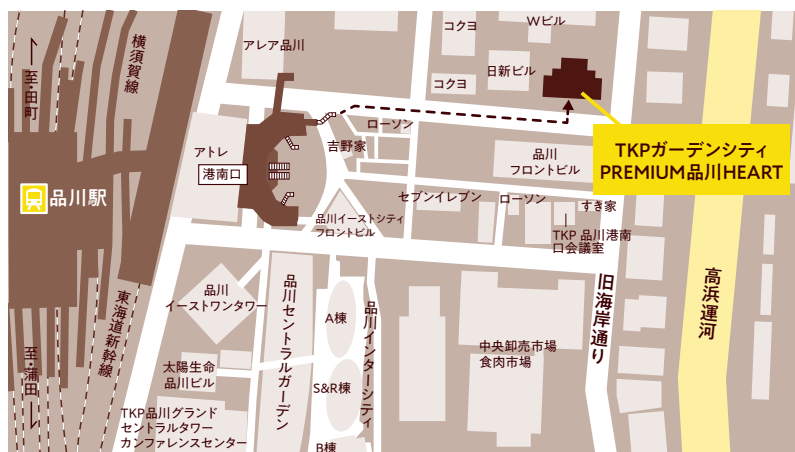 至・田町
横須賀線
アレア品川
コクヨ
Wビル
コクヨ
日新ビル
ローソン
吉野家
アトレ
港南口
品川駅
品川
フロントビル
TKPガーデンシティ
PREMIUM品川HEART
セブンイレブン
ローソン
すき家
品川イーストシティ
フロントビル
TKP 品川港南
口会議室
東海道新幹線
至・蒲田
品川
イーストワンタワー
太陽生命
品川ビル
TKP品川グランド
セントラルタワー
カンファレンスセンター
品川セントラルガーデン
A棟
S&R棟
B棟
品川インターシティ
中央卸売市場
食肉市場
旧海岸通り
高浜運河